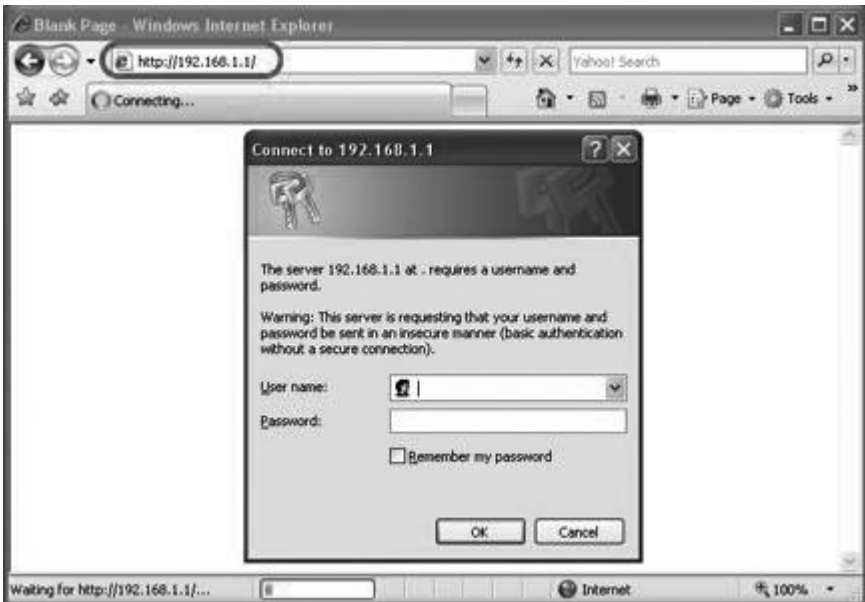 Blank Page - Windows Internet Explorer
http://192.168.1.1/
Yahoo! Search
Connecting...
Page
Tools
Connect to 192.168.1.1
The server 192.168.1.1 at . requires a username and
password.
Warning: This server is requesting that your username and
password be sent in an insecure manner (basic authentication
without a secure connection).
User name:
Password:
Remember my password
OK
Cancel
Waiting for http://192.168.1.1/...
Internet
100%